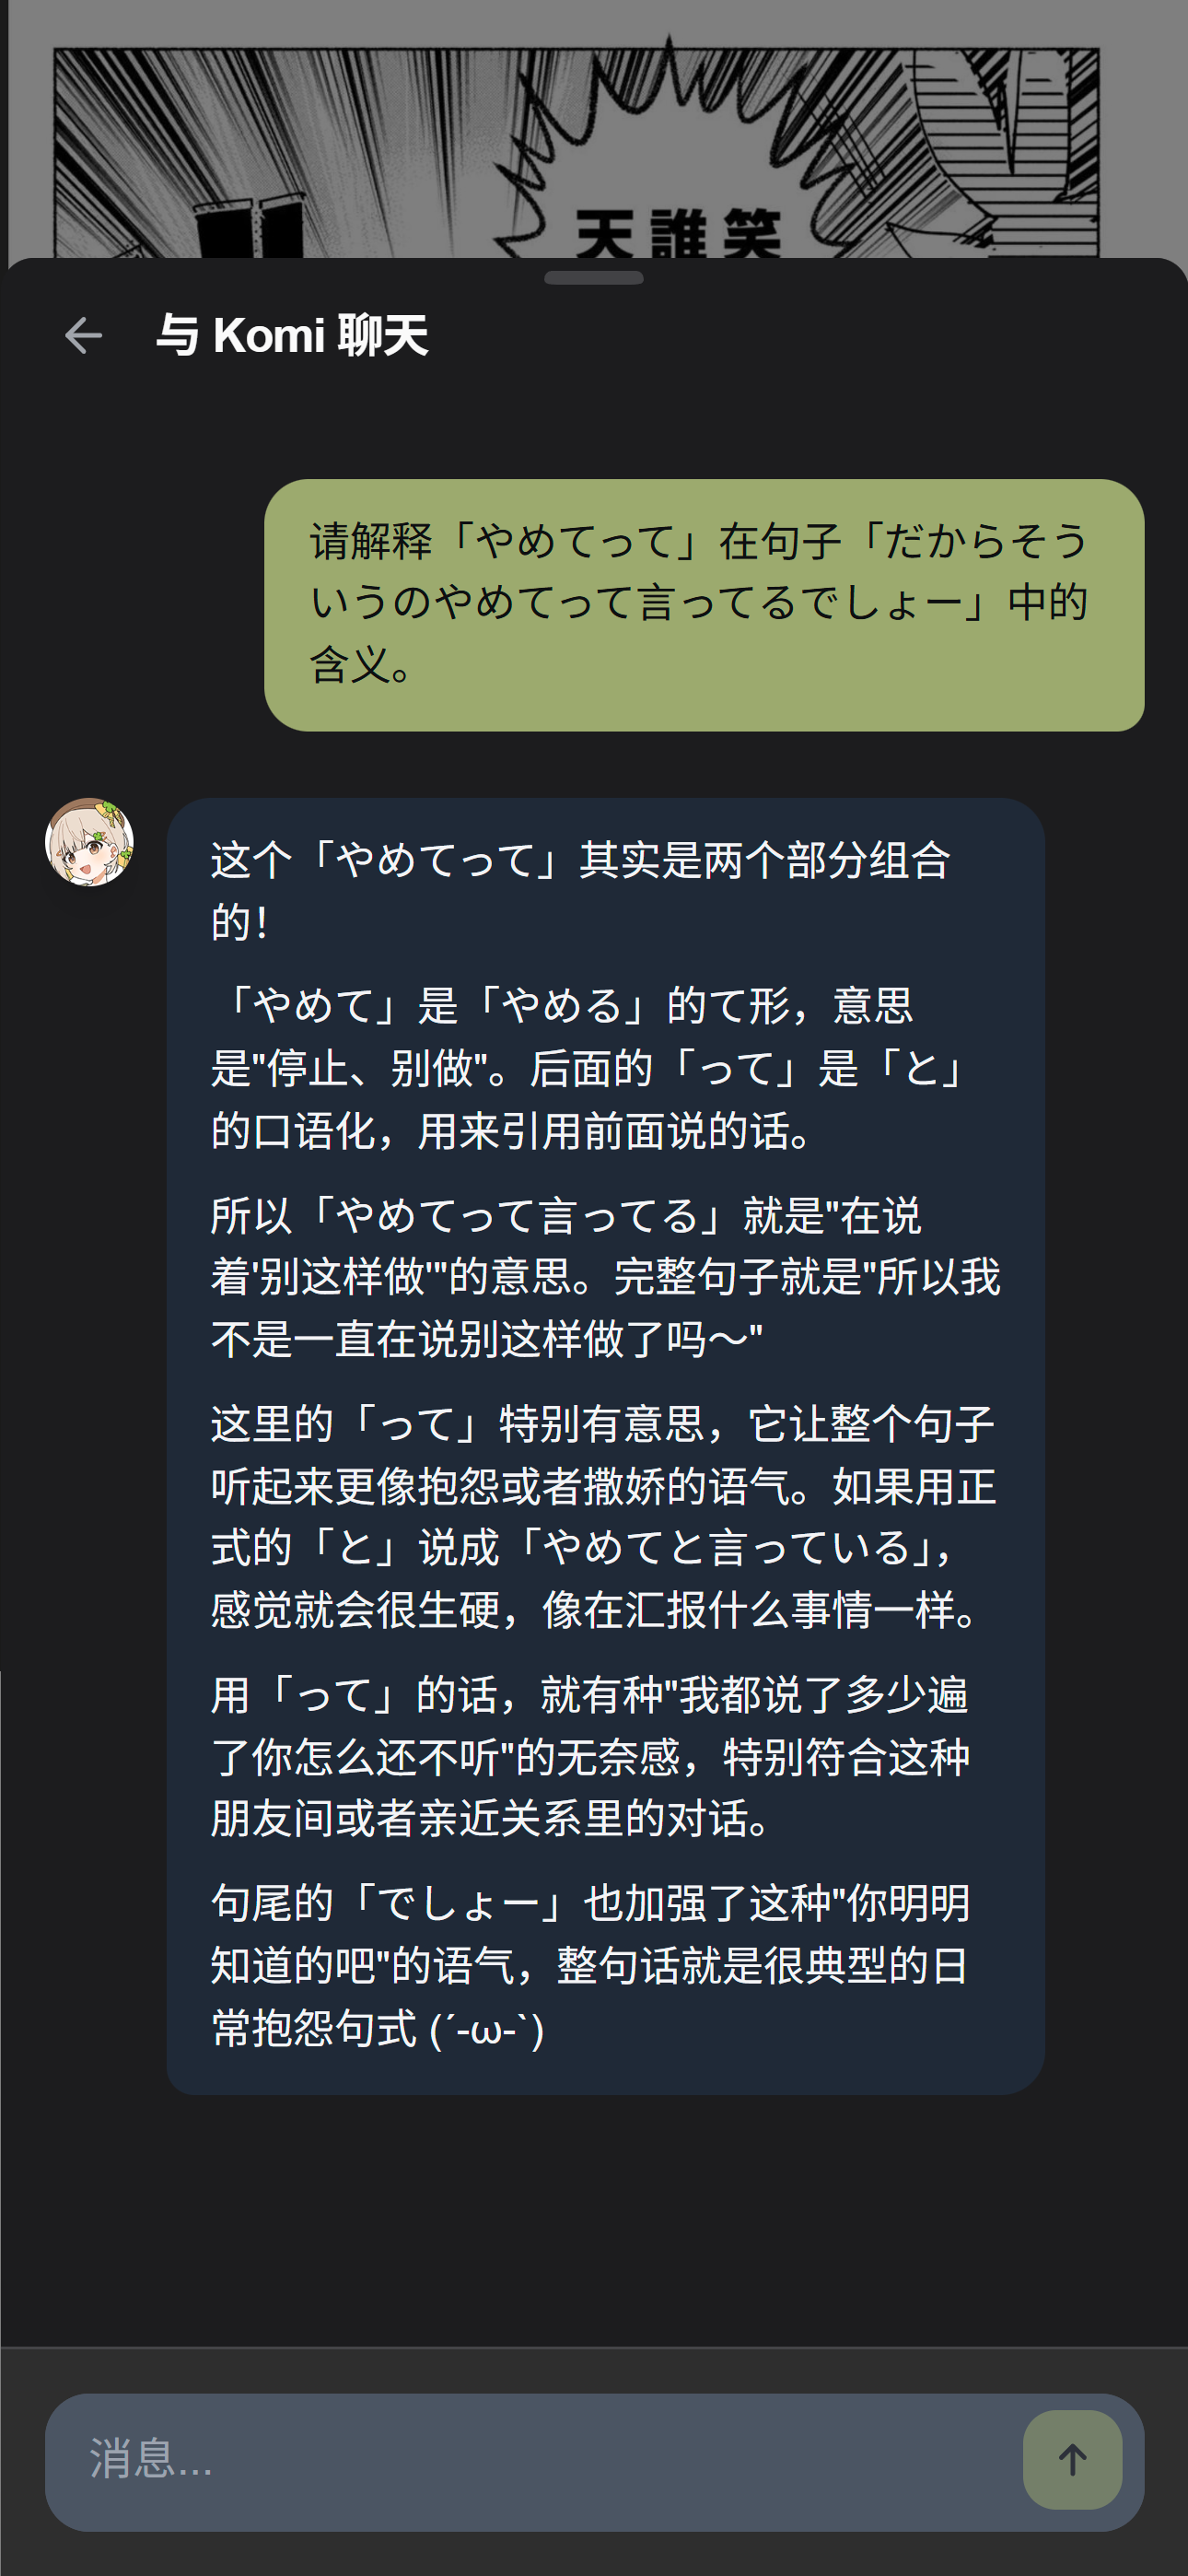 天誰笑
与 Komi 聊天
请解释「やめてって」在句子「だからそう
いうのやめてって言ってるでしょー」中的
含义。
这个「やめてって」其实是两个部分组合
的！
「やめて」是「やめる」的て形，意思
是"停止、别做"。后面的「って」是「と」
的口语化，用来引用前面说的话。
所以「やめてって言ってる」就是"在说
着'别这样做'"的意思。完整句子就是"所以我
不是一直在说别这样做了吗～"
这里的「って」特别有意思，它让整个句子
听起来更像抱怨或者撒娇的语气。如果用正
式的「と」说成「やめてと言っている」，
感觉就会很生硬，像在汇报什么事情一样。
用「って」的话，就有种"我都说了多少遍
了你怎么还不听"的无奈感，特别符合这种
朋友间或者亲近关系里的对话。
句尾的「でしょー」也加强了这种"你明明
知道的吧"的语气，整句话就是很典型的日
常抱怨句式 (´-ω-`)
消息...